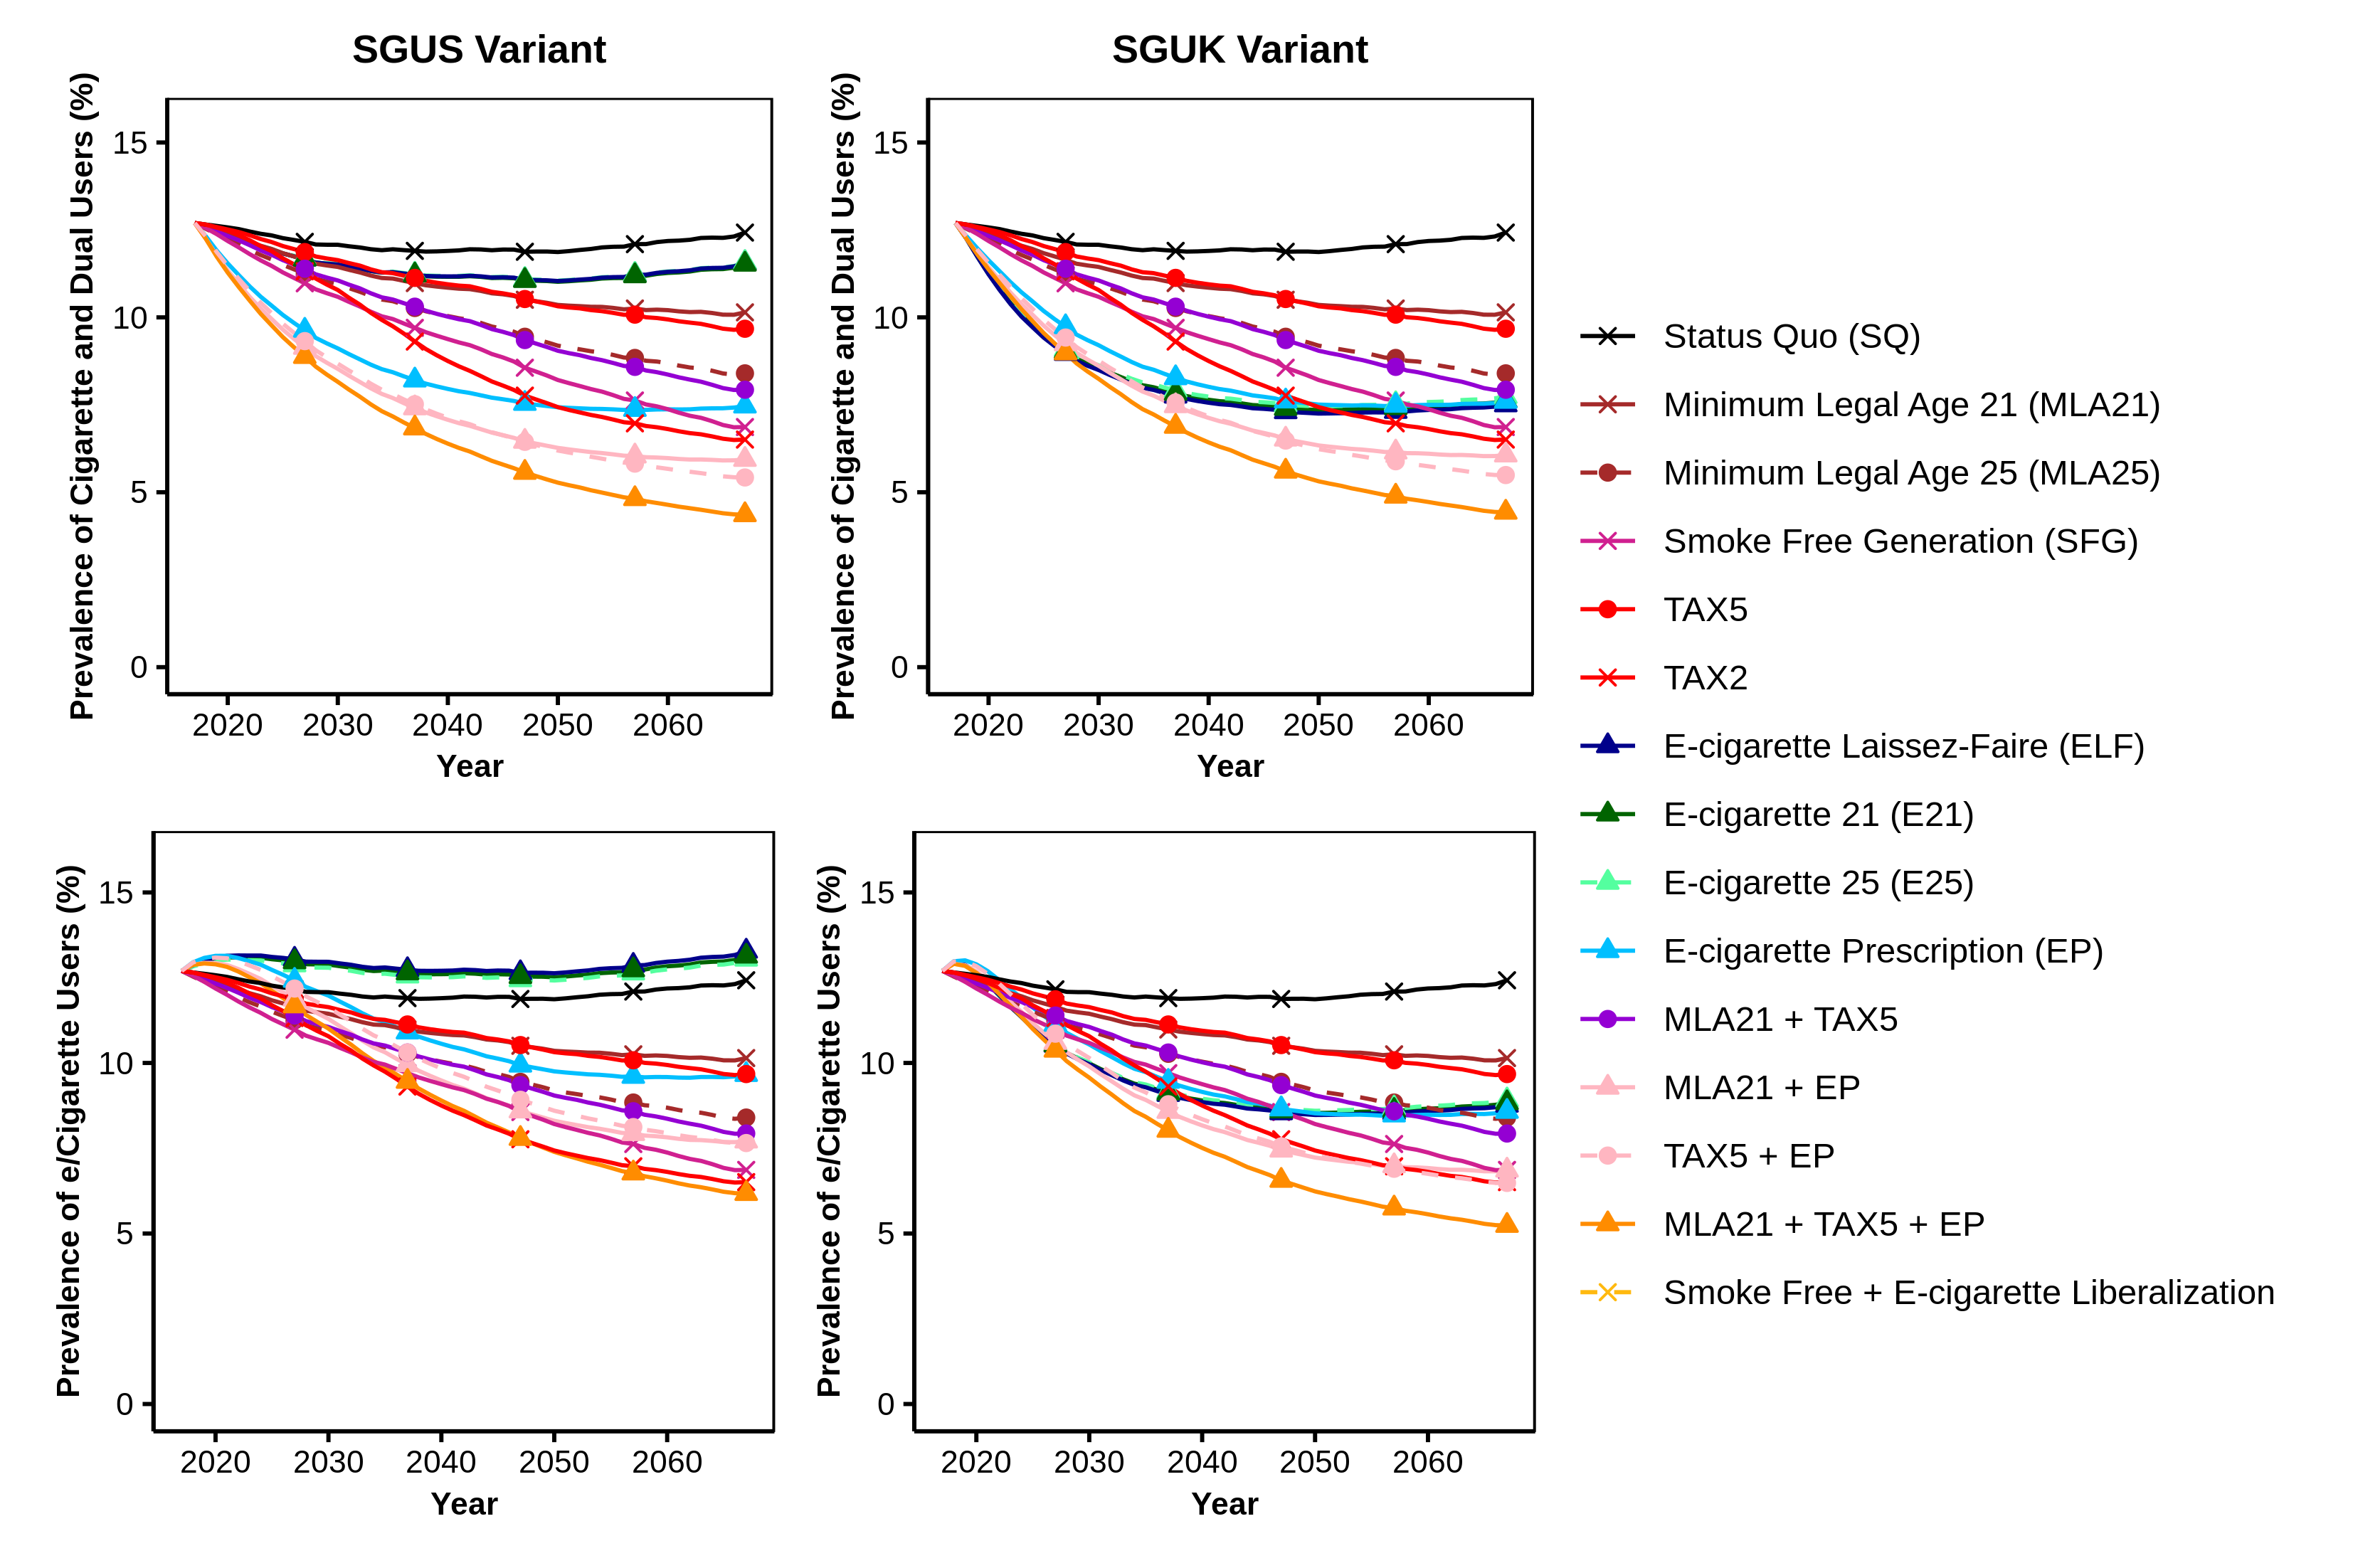 SGUS Variant
SGUK Variant
Prevalence of Cigarette and Dual Users (%)
15
10
5
0
2020 2030 2040 2050 2060
Year
Prevalence of Cigarette and Dual Users (%)
15
10
5
0
2020 2030 2040 2050 2060
Year
Prevalence of e/Cigarette Users (%)
15
10
5
0
2020 2030 2040 2050 2060
Year
Prevalence of e/Cigarette Users (%)
15
10
5
0
2020 2030 2040 2050 2060
Year
Status Quo (SQ)
Minimum Legal Age 21 (MLA21)
Minimum Legal Age 25 (MLA25)
Smoke Free Generation (SFG)
TAX5
TAX2
E-cigarette Laissez-Faire (ELF)
E-cigarette 21 (E21)
E-cigarette 25 (E25)
E-cigarette Prescription (EP)
MLA21 + TAX5
MLA21 + EP
TAX5 + EP
MLA21 + TAX5 + EP
Smoke Free + E-cigarette Liberalization